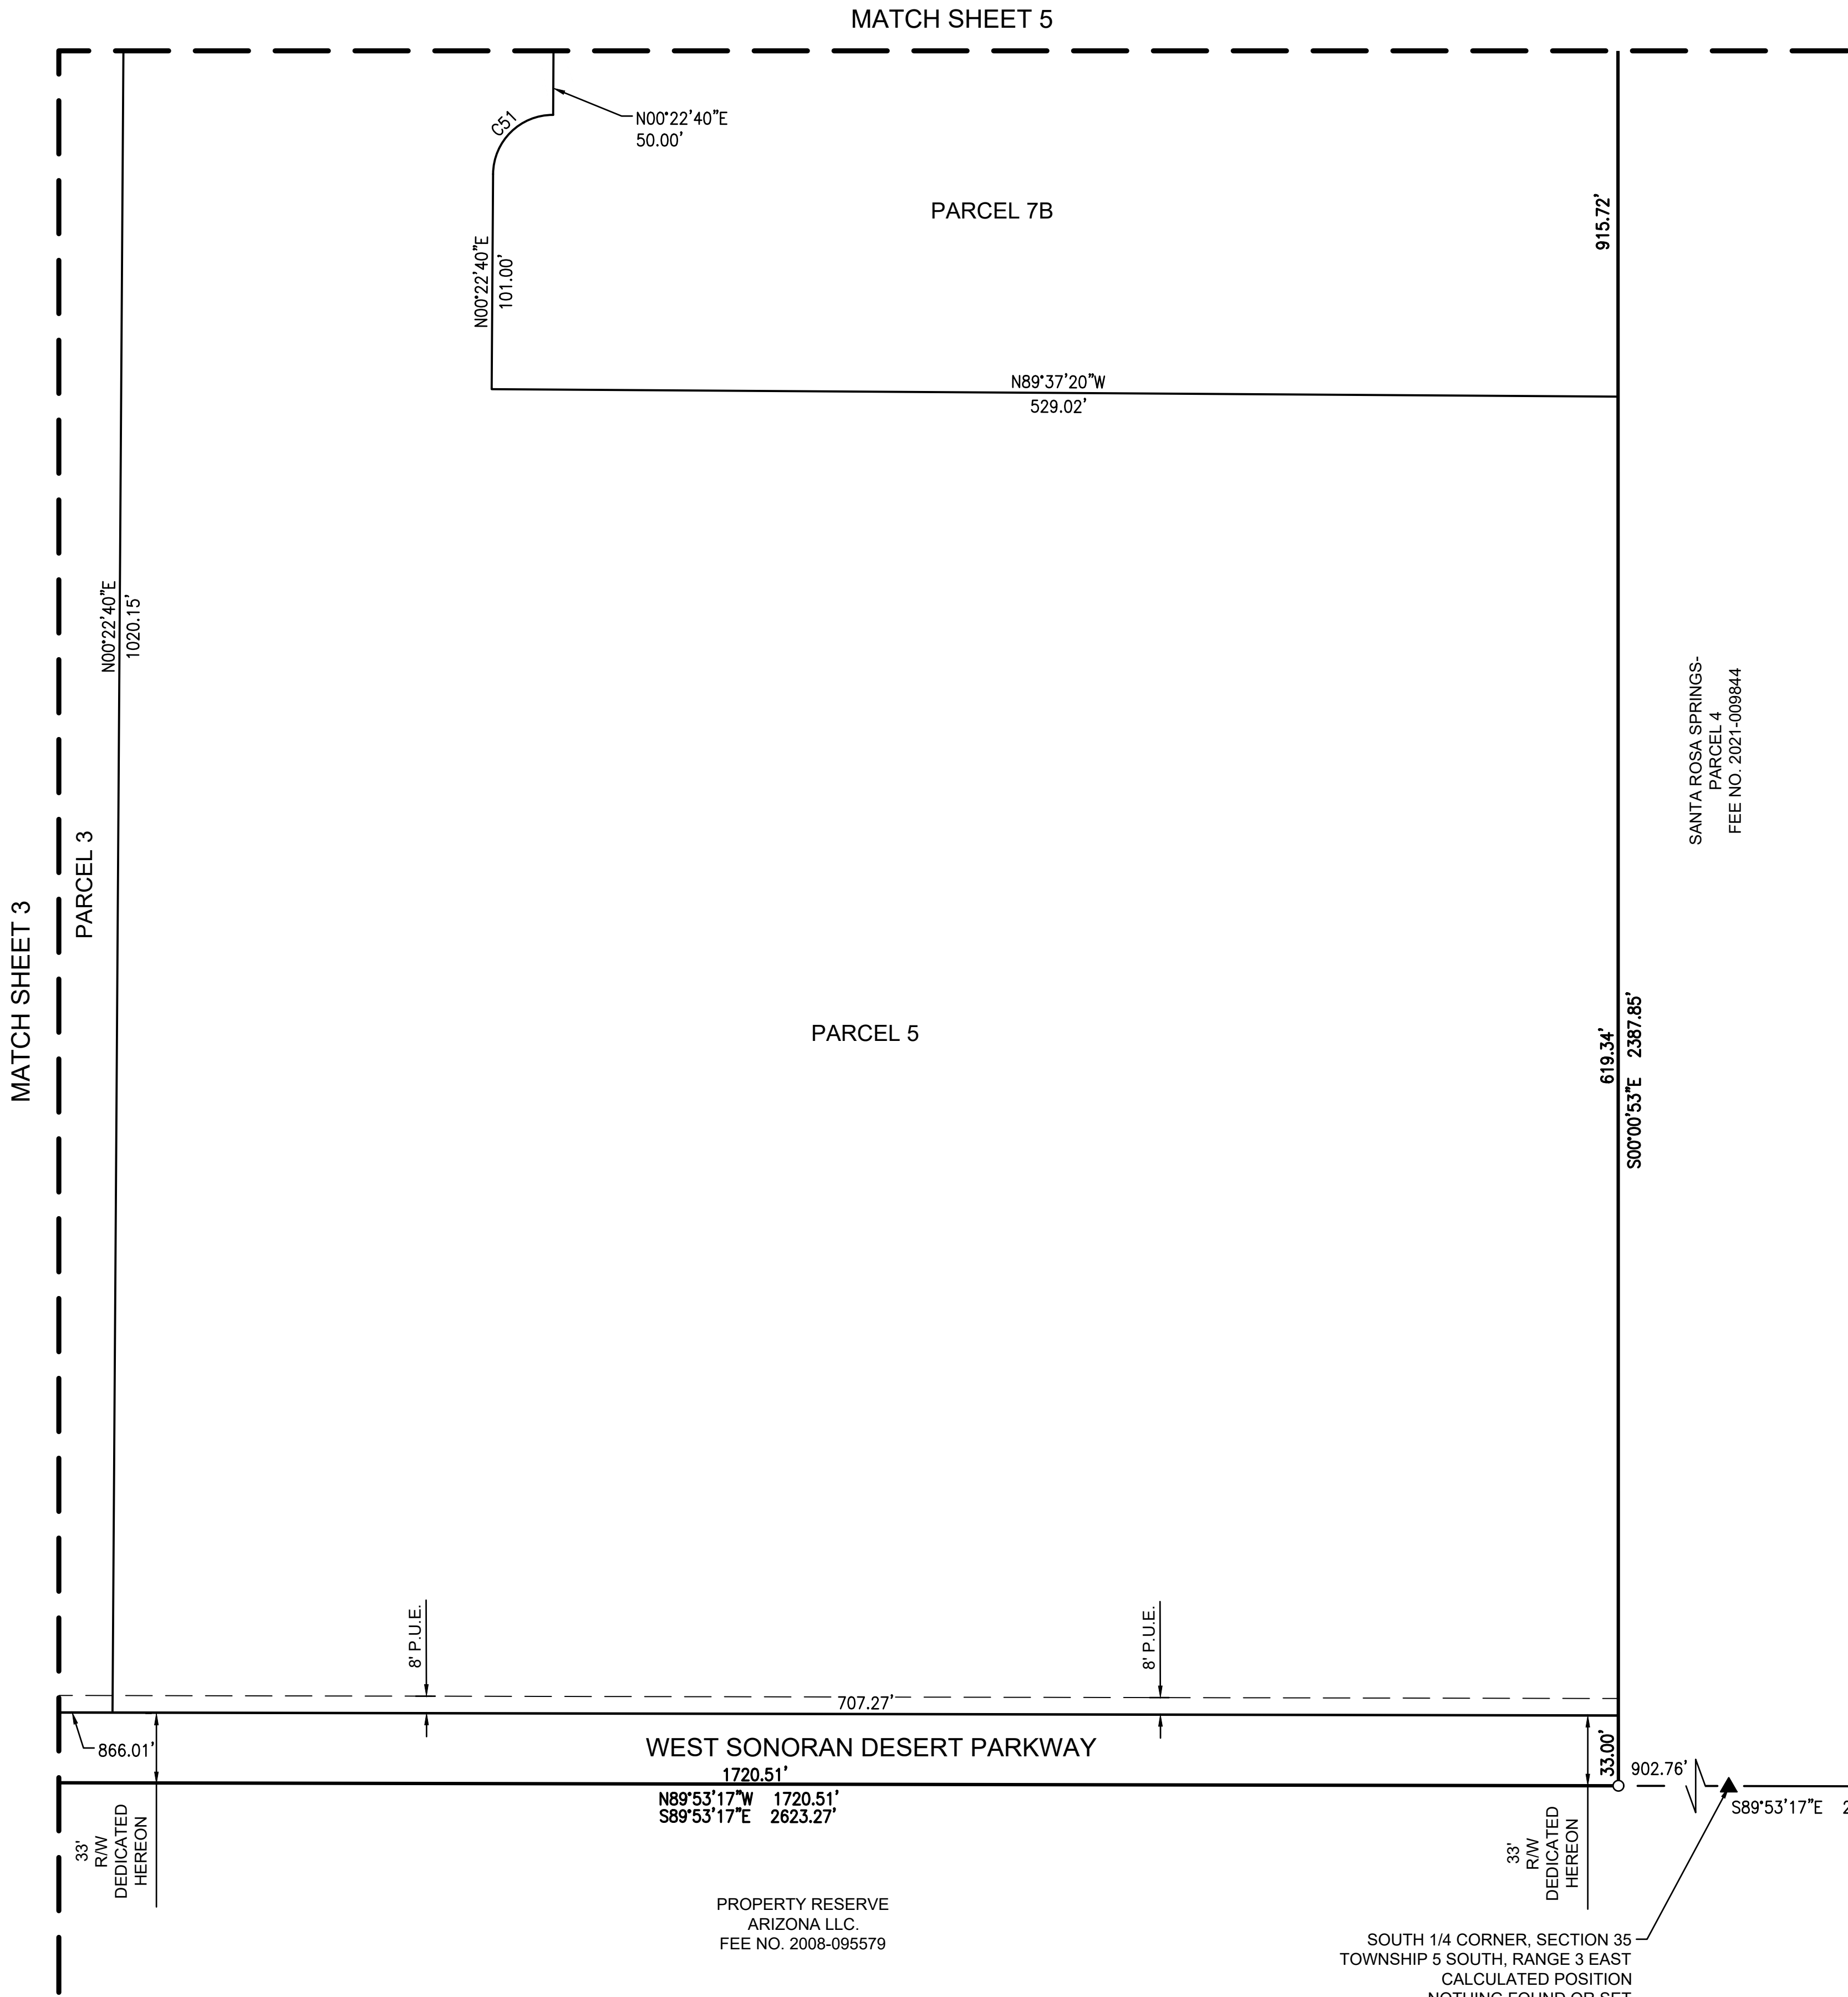 MATCH SHEET 5
C51
N00°22'40"E
50.00'
PARCEL 7B
915.72'
N00°22'40"E
101.00'
N89°37'20"W
529.02'
N00°22'40"E
1020.15'
SANTA ROSA SPRINGS-
PARCEL 4
FEE NO. 2021-009844
MATCH SHEET 3
PARCEL 3
PARCEL 5
619.34'
S00°00'53"E 2387.85'
8' P.U.E.
8' P.U.E.
707.27'
866.01'
WEST SONORAN DESERT PARKWAY
33.00'
902.76'
1720.51'
N89°53'17"W 1720.51'
S89°53'17"E 2623.27'
S89°53'17"E
33'
R/W
DEDICATED
HEREON
33'
R/W
DEDICATED
HEREON
PROPERTY RESERVE
ARIZONA LLC.
FEE NO. 2008-095579
SOUTH 1/4 CORNER, SECTION 35
TOWNSHIP 5 SOUTH, RANGE 3 EAST
CALCULATED POSITION
NOTHING FOUND OR SET